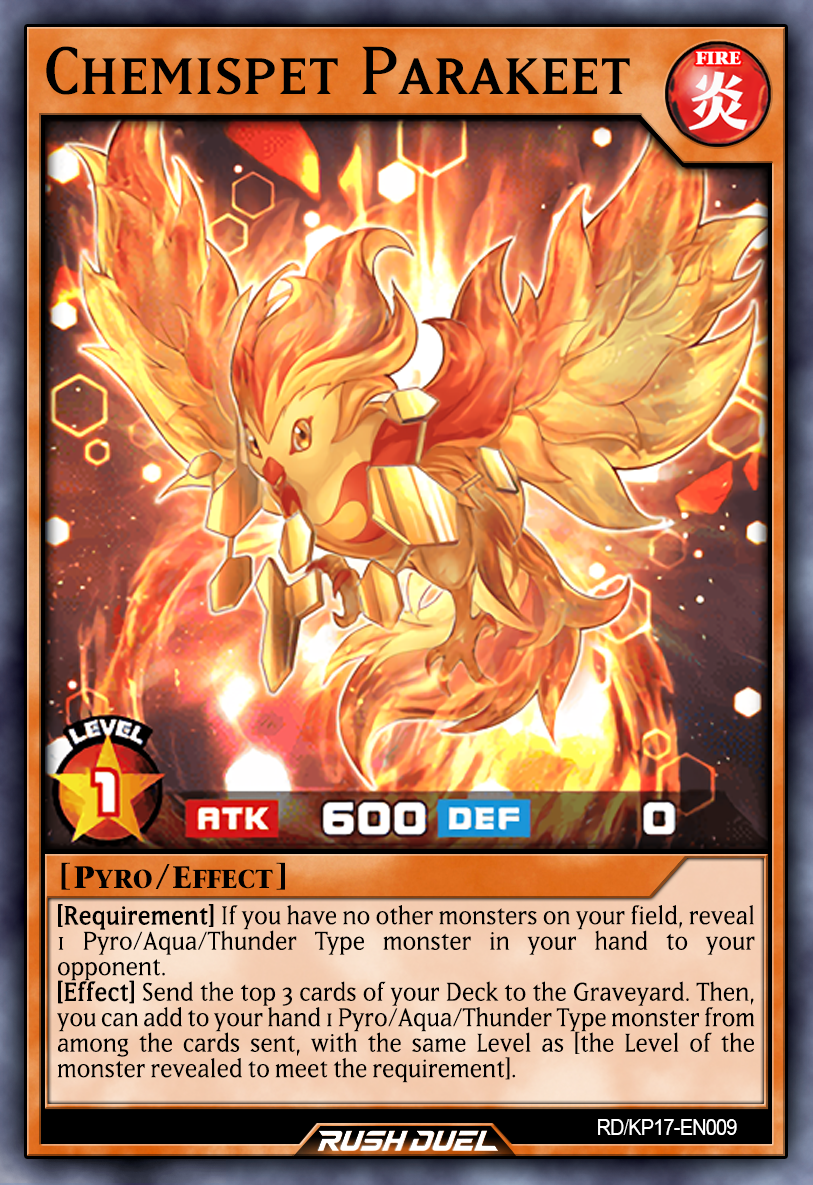 Chemispet Parakeet
FIRE
炎
LEVEL
1
ATK 600 DEF 0
[Pyro/Effect]
[Requirement] If you have no other monsters on your field, reveal
1 Pyro/Aqua/Thunder Type monster in your hand to your
opponent.
[Effect] Send the top 3 cards of your Deck to the Graveyard. Then,
you can add to your hand 1 Pyro/Aqua/Thunder Type monster from
among the cards sent, with the same Level as [the Level of the
monster revealed to meet the requirement].
RD/KP17-EN009
RUSH DUEL